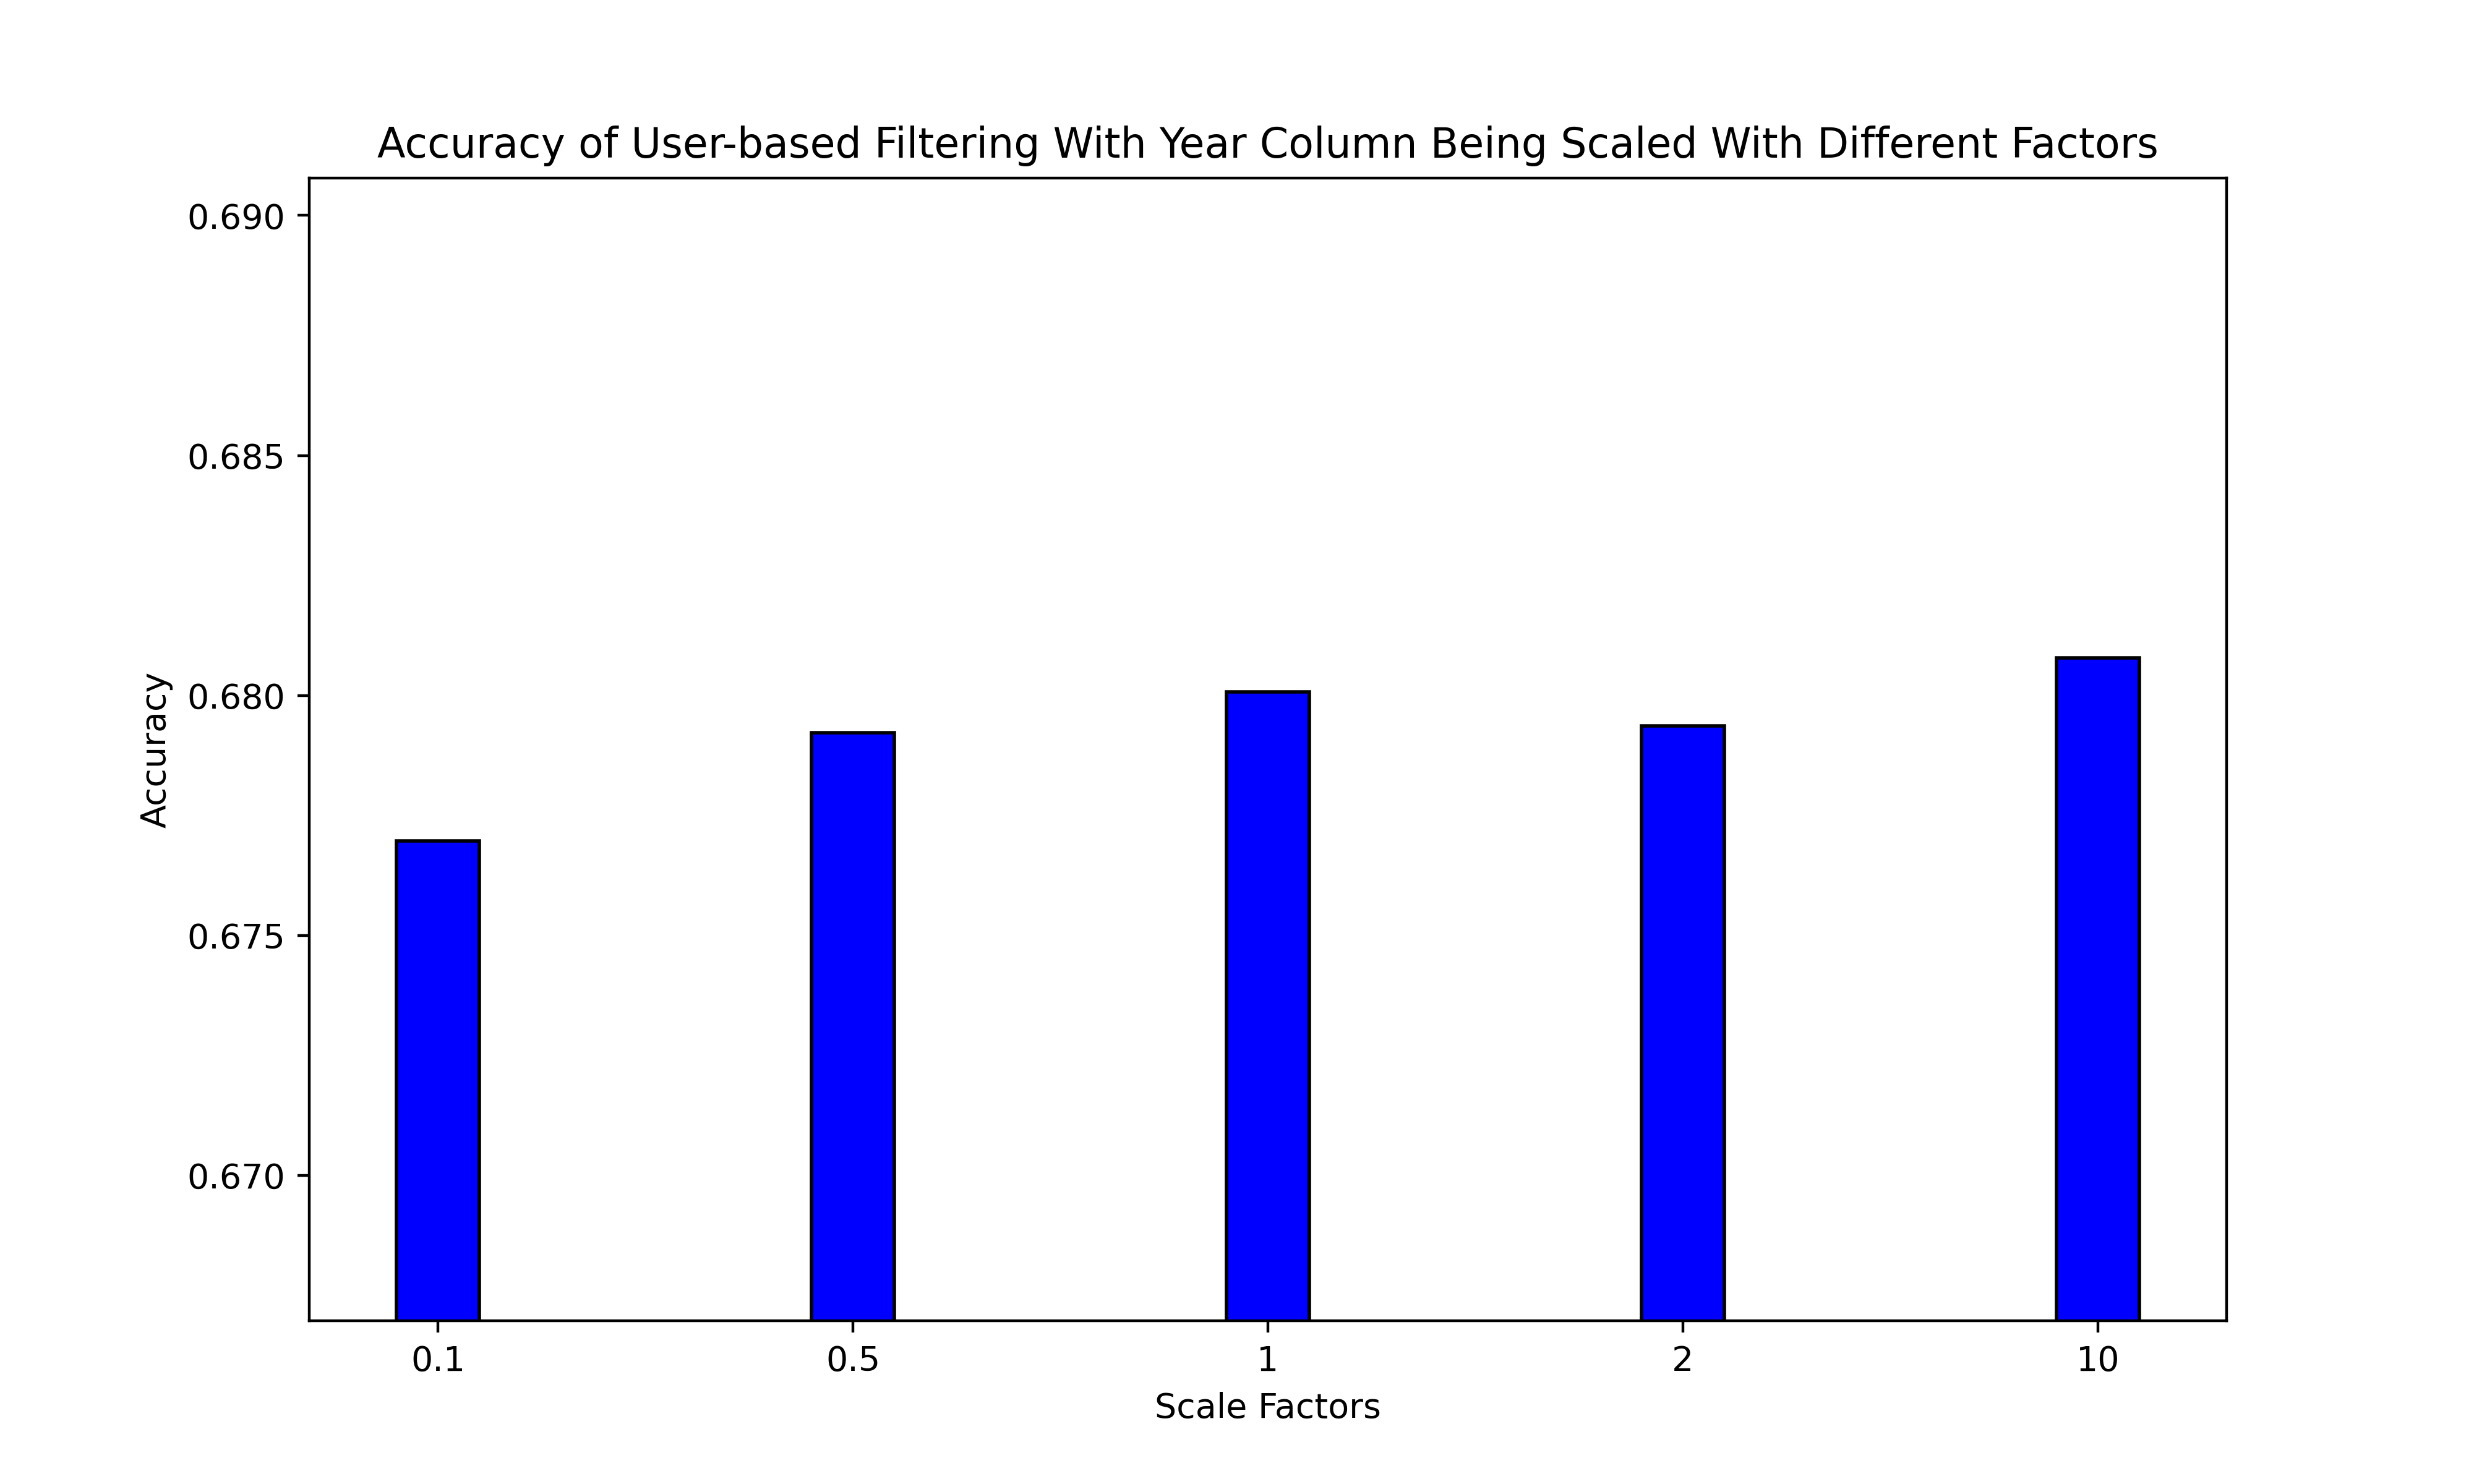 Accuracy of User-based Filtering With Year Column Being Scaled With Different Factors
0.690
0.685
0.680
0.675
0.670
Accuracy
0.1 0.5 1 2 10
Scale Factors